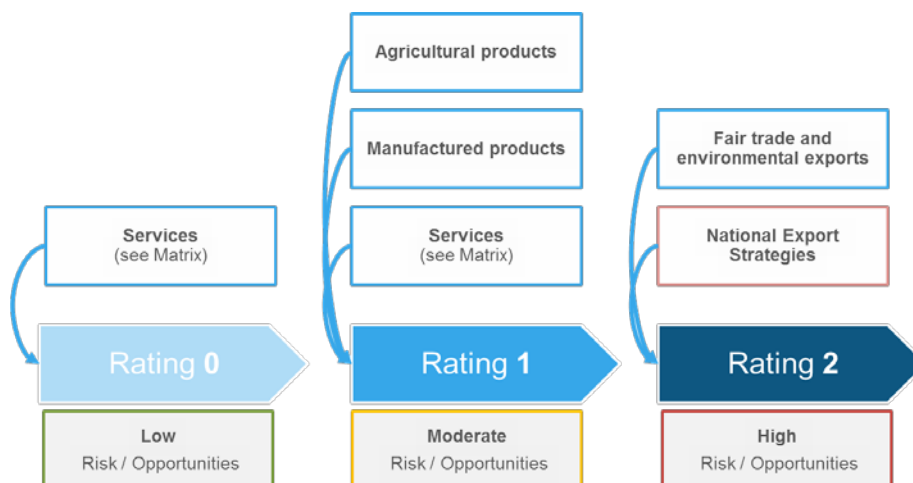 Agricultural products
Manufactured products
Fair trade and
environmental exports
Services
(see Matrix)
Services
(see Matrix)
National Export
Strategies
Rating 0
Rating 1
Rating 2
Low
Risk / Opportunities
Moderate
Risk / Opportunities
High
Risk / Opportunities